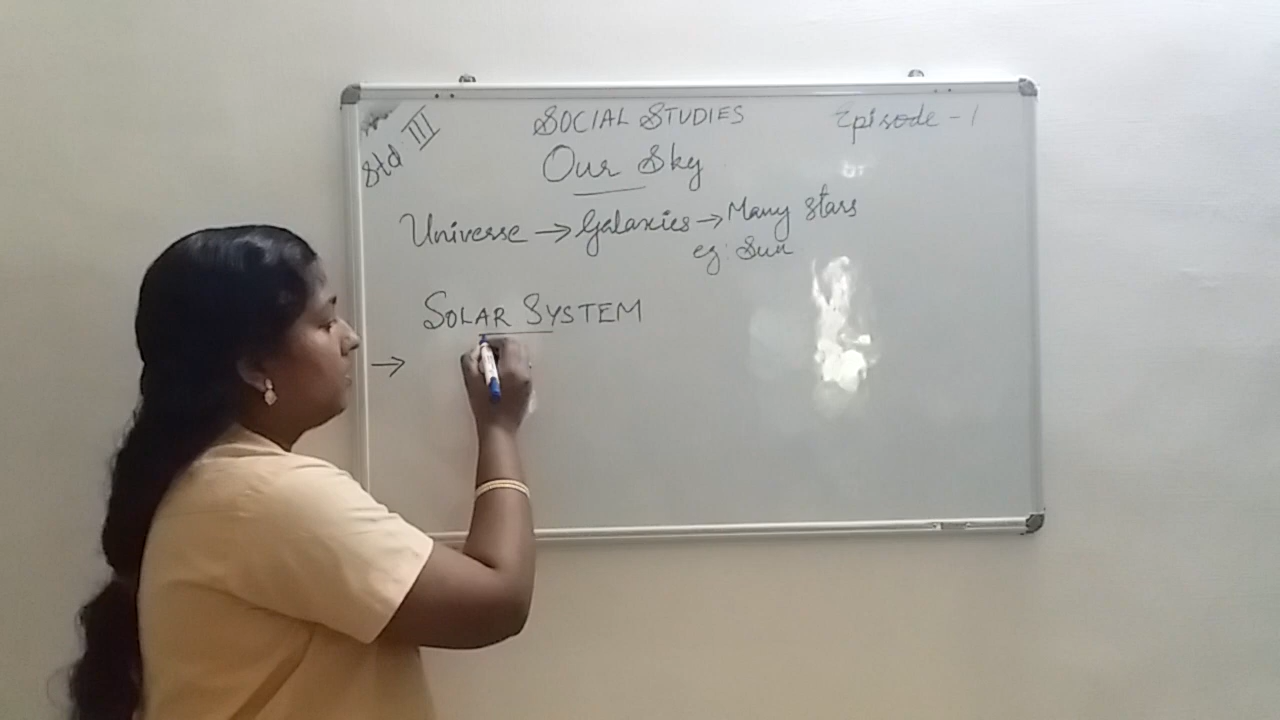 Std III
SOCIAL STUDIES
Episode - 1
Our Sky
Universe → Galaxies → Many stars
eg: Sun
SOLAR SYSTEM
→